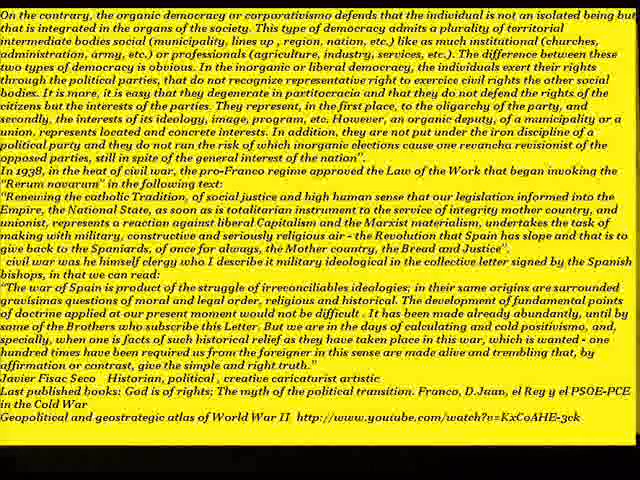 On the contrary, the organic democracy or corporativismo defends that the individual is not an isolated being but
that is integrated in the organs of the society. This type of democracy admits a plurality of territorial
intermediate bodies social (municipality, lines up , region, nation, etc.) like as much institutional (churches,
administration, army, etc.) or professionals (agriculture, industry, services, etc.). The difference between these
two types of democracy is obvious. In the inorganic or liberal democracy, the individuals exert their rights
through the political parties, that do not recognize representative right to exercice civil rights the other social
bodies. It is more, it is easy that they degenerate in partitocracia and that they do not defend the rights of the
citizens but the interests of the parties. They represent, in the first place, to the oligarchy of the party, and
secondly, the interests of its ideology, image, program, etc. However, an organic deputy, of a municipality or a
union, represents located and concrete interests. In addition, they are not put under the iron discipline of a
political party and they do not run the risk of which inorganic elections cause one revancha revisionist of the
opposed parties, still in spite of the general interest of the nation”.
In 1938, in the heat of civil war, the pro-Franco regime approved the Law of the Work that began invoking the
“Rerum novarum” in the following text:
“Renewing the catholic Tradition, of social justice and high human sense that our legislation informed into the
Empire, the National State, as soon as is totalitarian instrument to the service of integrity mother country, and
unionist, represents a reaction against liberal Capitalism and the Marxist materialism, undertakes the task of
making with military, constructive and seriously religious air - the Revolution that Spain has slope and that is to
give back to the Spaniards, of once for always, the Mother country, the Bread and Justice”.
civil war was he himself clergy who I describe it military ideological in the collective letter signed by the Spanish
bishops, in that we can read:
“The war of Spain is product of the struggle of irreconciliables ideologies; in their same origins are surrounded
gravisimas questions of moral and legal order, religious and historical. The development of fundamental points
of doctrine applied at our present moment would not be difficult . It has been made already abundantly, until by
some of the Brothers who subscribe this Letter. But we are in the days of calculating and cold positivismo, and,
specially, when one is facts of such historical relief as they have taken place in this war, which is wanted - one
hundred times have been required us from the foreigner in this sense are made alive and trembling that, by
affirmation or contrast, give the simple and right truth.”
Javier Fisac Seco Historian, political , creative caricaturist artistic
Last published books: God is of rights; The myth of the political transition. Franco, D.Juan, el Rey y el PSOE-PCE
in the Cold War
Geopolitical and geostrategic atlas of World War II http://www.youtube.com/watch?v=KxCoAHE-3ck